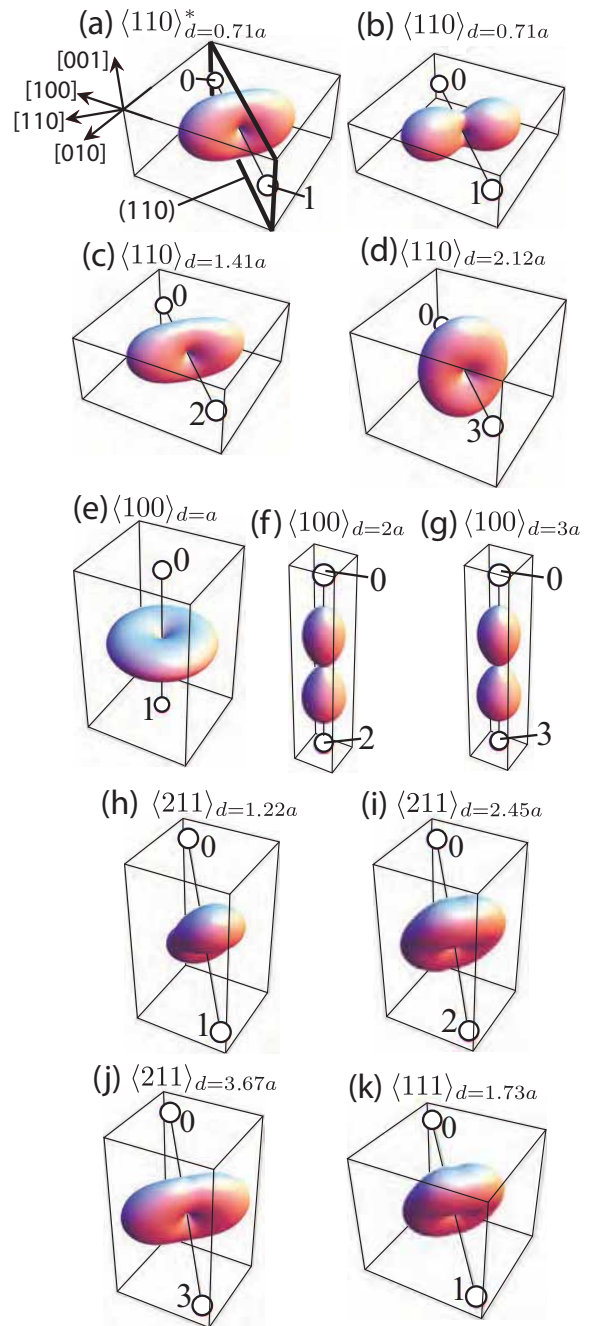 (a) ⟨110⟩*d=0.71a
(b) ⟨110⟩d=0.71a
[001]
[100]
[110]
[010]
(110)
0
1
0
1
(c) ⟨110⟩d=1.41a
(d) ⟨110⟩d=2.12a
0
2
0
3
(e) ⟨100⟩d=a
(f) ⟨100⟩d=2a
(g) ⟨100⟩d=3a
0
1
0
2
0
3
(h) ⟨211⟩d=1.22a
(i) ⟨211⟩d=2.45a
0
1
0
2
(j) ⟨211⟩d=3.67a
(k) ⟨111⟩d=1.73a
0
3
0
1